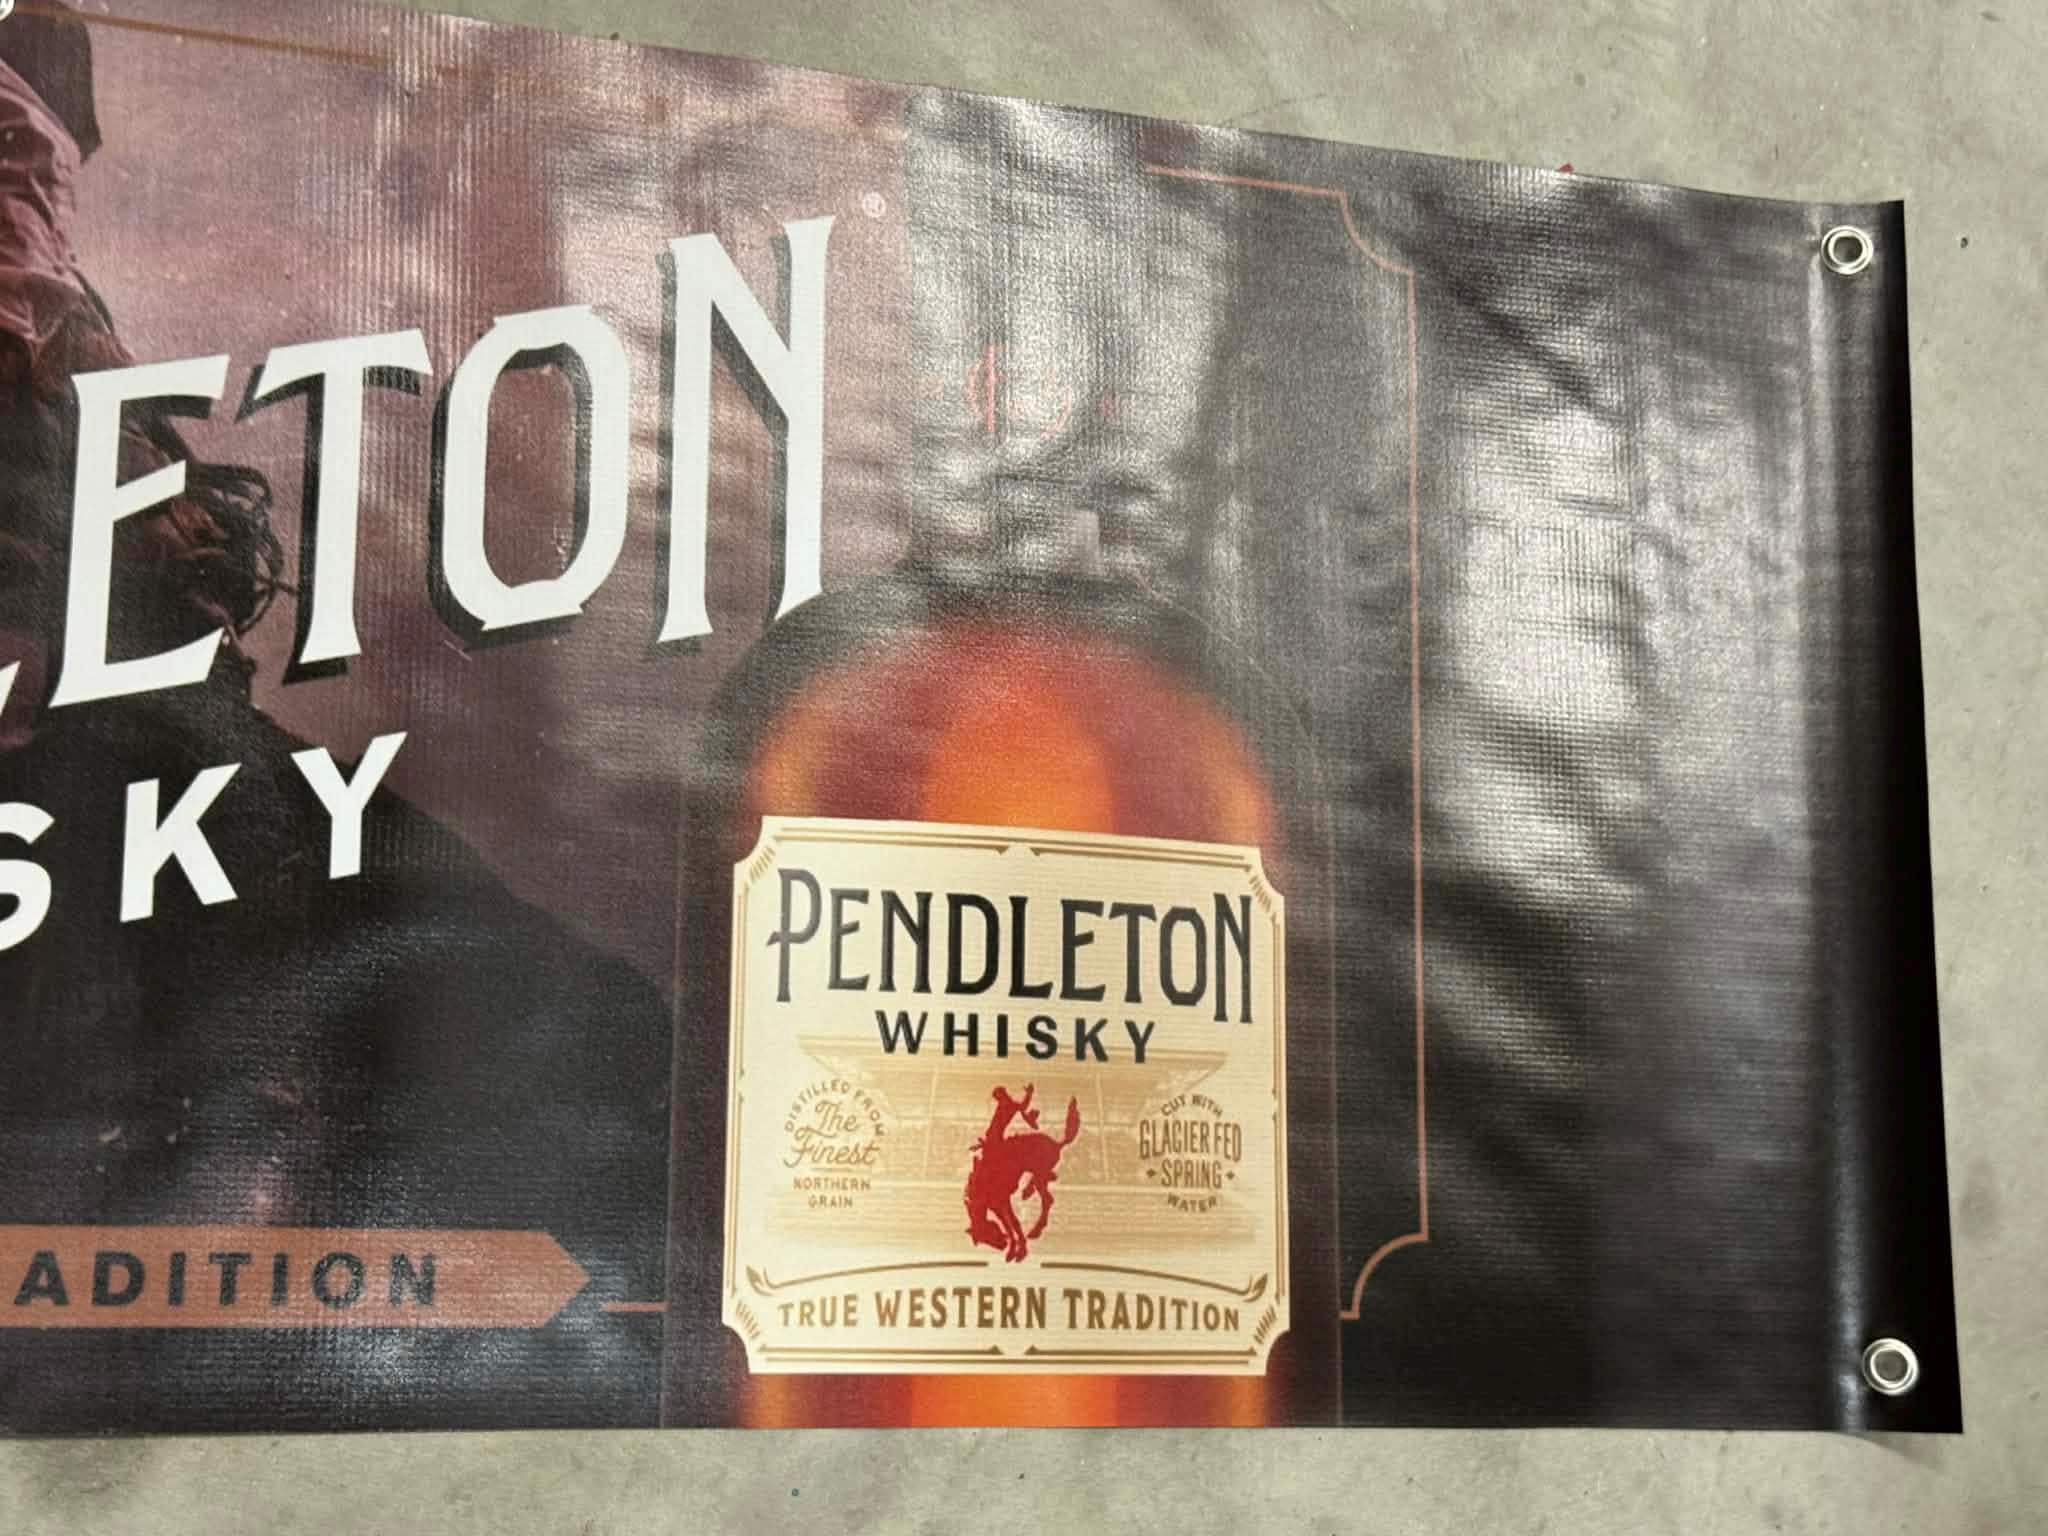 LETON®
SKY
ADITION
PENDLETON
WHISKY
DISTILLED FROM
The
Finest
NORTHERN
GRAIN
CUT WITH
GLACIER FED
SPRING
WATER
TRUE WESTERN TRADITION